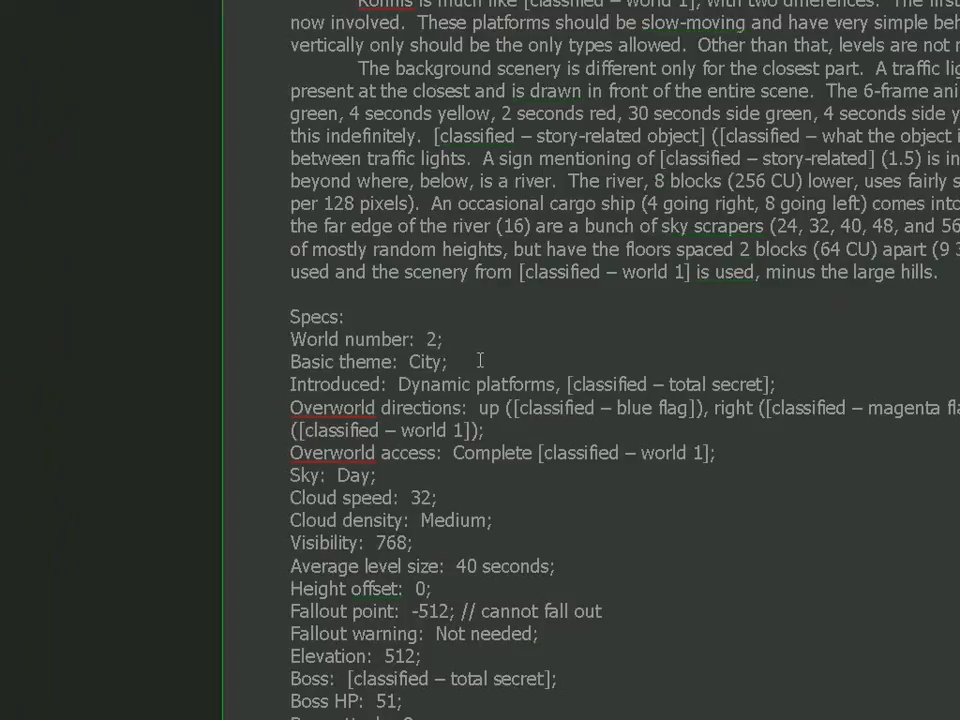 is much like [classified – world 1], with two differences. The first
now involved. These platforms should be slow-moving and have very simple beh
vertically only should be the only types allowed. Other than that, levels are not r
The background scenery is different only for the closest part. A traffic lig
present at the closest and is drawn in front of the entire scene. The 6-frame ani
green, 4 seconds yellow, 2 seconds red, 30 seconds side green, 4 seconds side y
this indefinitely. [classified – story-related object] ([classified – what the object i
between traffic lights. A sign mentioning of [classified – story-related] (1.5) is in
beyond where, below, is a river. The river, 8 blocks (256 CU) lower, uses fairly s
per 128 pixels). An occasional cargo ship (4 going right, 8 going left) comes into
the far edge of the river (16) are a bunch of sky scrapers (24, 32, 40, 48, and 56
of mostly random heights, but have the floors spaced 2 blocks (64 CU) apart (9 3
used and the scenery from [classified – world 1] is used, minus the large hills.
Specs:
World number: 2;
Basic theme: City;
Introduced: Dynamic platforms, [classified – total secret];
Overworld directions: up ([classified – blue flag]), right ([classified – magenta fla
([classified – world 1]);
Overworld access: Complete [classified – world 1];
Sky: Day;
Cloud speed: 32;
Cloud density: Medium;
Visibility: 768;
Average level size: 40 seconds;
Height offset: 0;
Fallout point: -512; // cannot fall out
Fallout warning: Not needed;
Elevation: 512;
Boss: [classified – total secret];
Boss HP: 51;